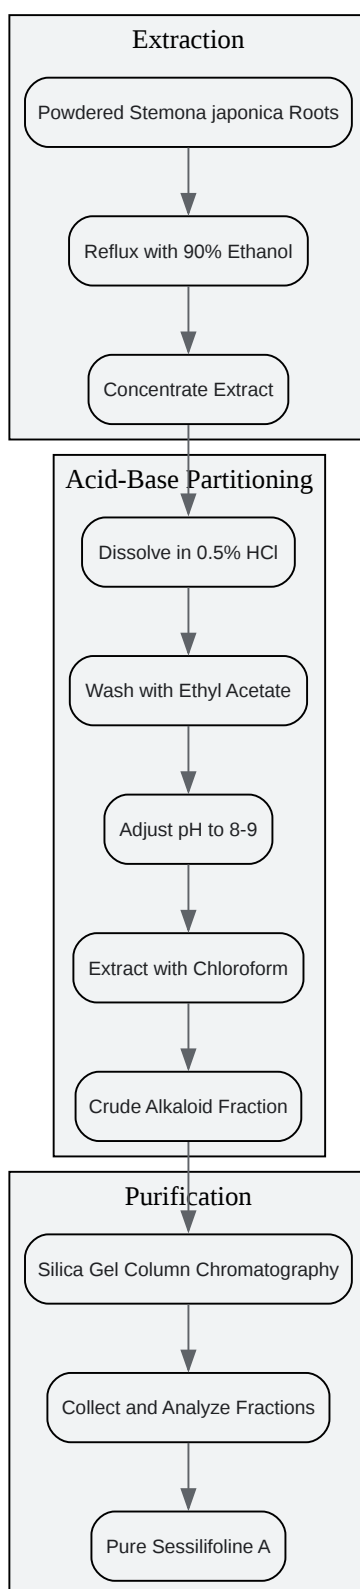 Extraction
Powdered Stemona japonica Roots
Reflux with 90% Ethanol
Concentrate Extract
Acid-Base Partitioning
Dissolve in 0.5% HCl
Wash with Ethyl Acetate
Adjust pH to 8-9
Extract with Chloroform
Crude Alkaloid Fraction
Purification
Silica Gel Column Chromatography
Collect and Analyze Fractions
Pure Sessilifoline A